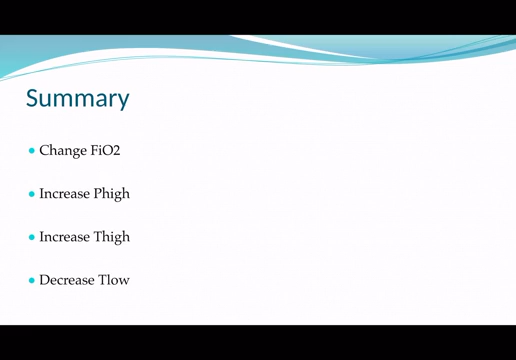 Summary
Change FiO2
Increase Phigh
Increase Thigh
Decrease Tlow